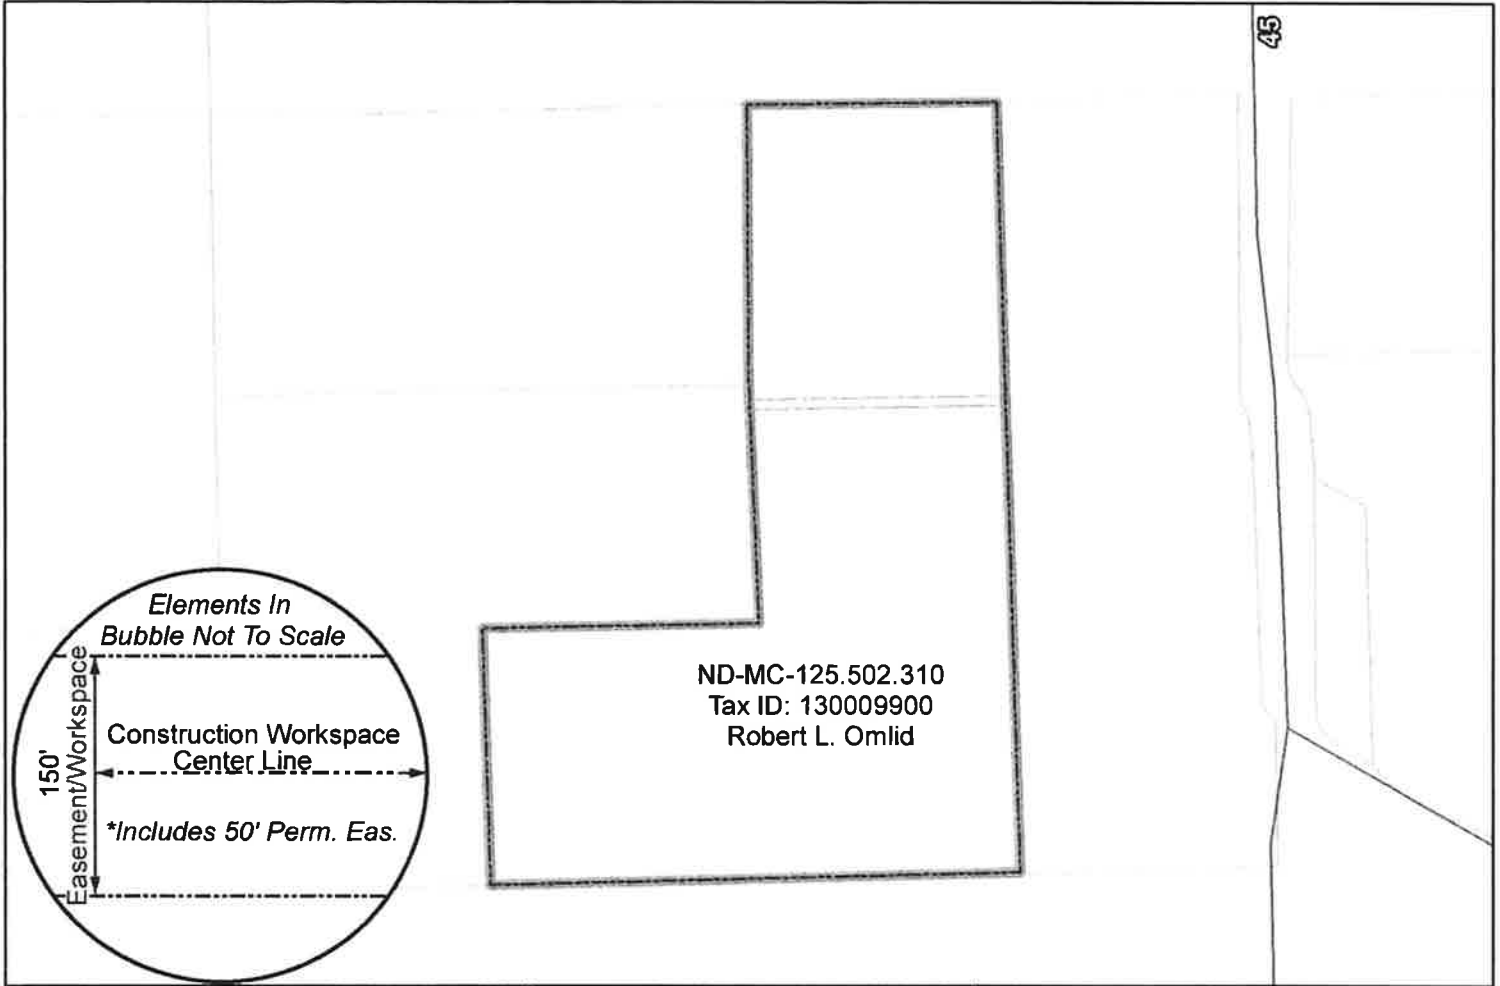 45
ND-MC-125.502.310
Tax ID: 130009900
Robert L. Omlid
Elements In
Bubble Not To Scale
150'
Easement/Workspace
Construction Workspace
Center Line
*Includes 50' Perm. Eas.